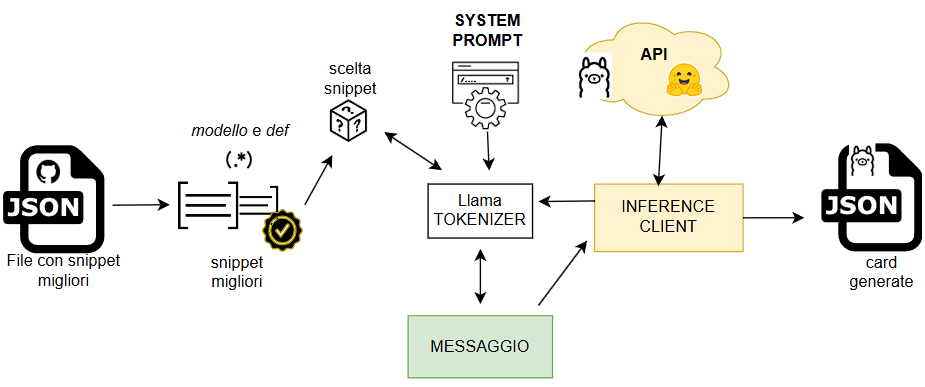 SYSTEM
PROMPT
API
scelta
snippet
modello e def
(.*)
JSON
Llama
TOKENIZER
INFERENCE
CLIENT
JSON
File con snippet
migliori
snippet
migliori
card
generate
MESSAGGIO